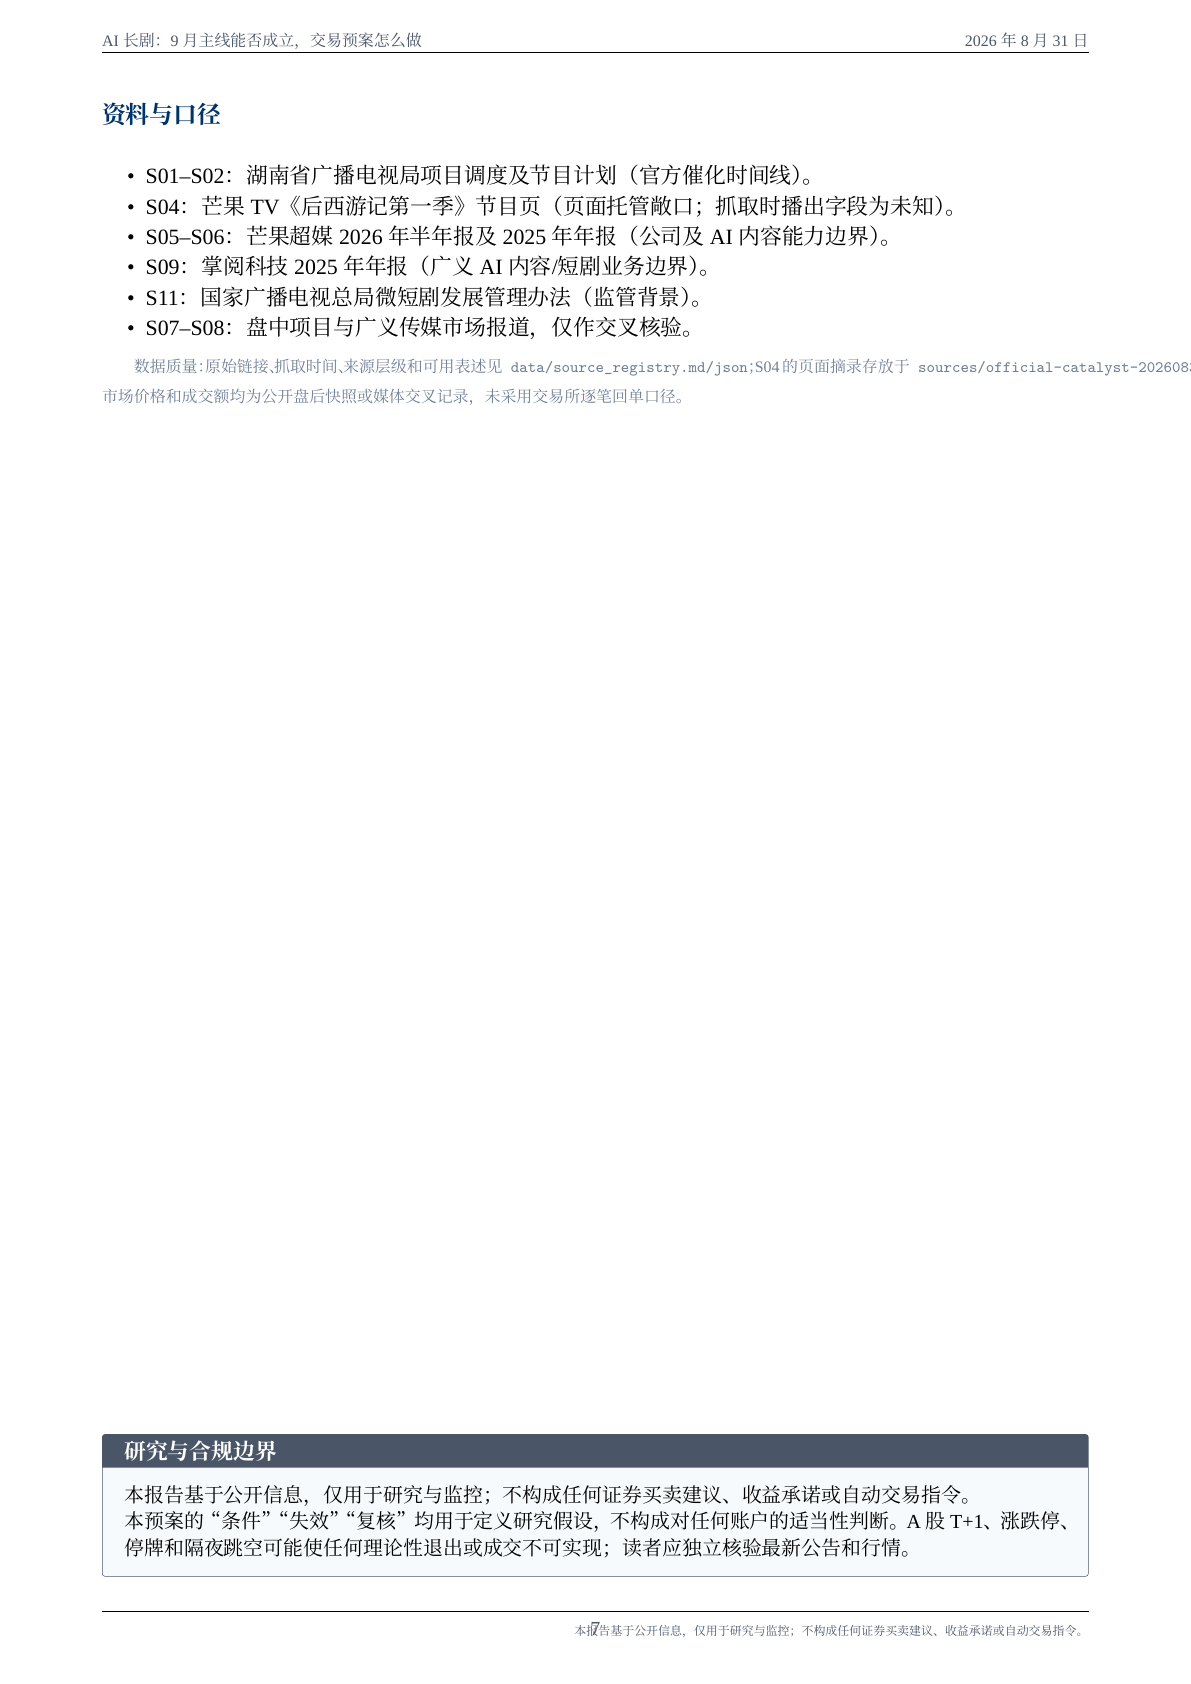 AI 长剧：9 月主线能否成立，交易预案怎么做
2026 年 8 月 31 日
资料与口径
• S01–S02：湖南省广播电视局项目调度及节目计划（官方催化时间线）。
• S04：芒果 TV《后西游记第一季》节目页（页面托管敞口；抓取时播出字段为未知）。
• S05–S06：芒果超媒 2026 年半年报及 2025 年年报（公司及 AI 内容能力边界）。
• S09：掌阅科技 2025 年年报（广义 AI 内容/短剧业务边界）。
• S11：国家广播电视总局微短剧发展管理办法（监管背景）。
• S07–S08：盘中项目与广义传媒市场报道，仅作交叉核验。
数据质量：原始链接、抓取时间、来源层级和可用表述见 data/source_registry.md/json；S04 的页面摘录存放于 sources/official-catalyst-202608
市场价格和成交额均为公开盘后快照或媒体交叉记录，未采用交易所逐笔回单口径。
研究与合规边界
本报告基于公开信息，仅用于研究与监控；不构成任何证券买卖建议、收益承诺或自动交易指令。
本预案的“条件”“失效”“复核”均用于定义研究假设，不构成对任何账户的适当性判断。A 股 T+1、涨跌停、
停牌和隔夜跳空可能使任何理论性退出或成交不可实现；读者应独立核验最新公告和行情。
7
本报告基于公开信息，仅用于研究与监控；不构成任何证券买卖建议、收益承诺或自动交易指令。